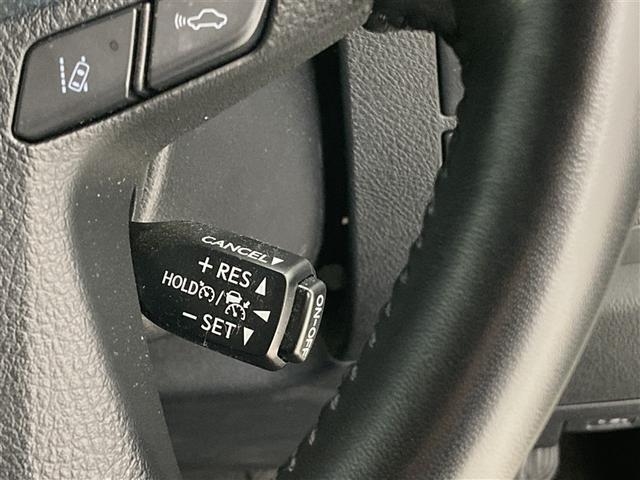 CANCEL▼
+ RES ▲
HOLD / ◀
− SET ▼
ON-OFF